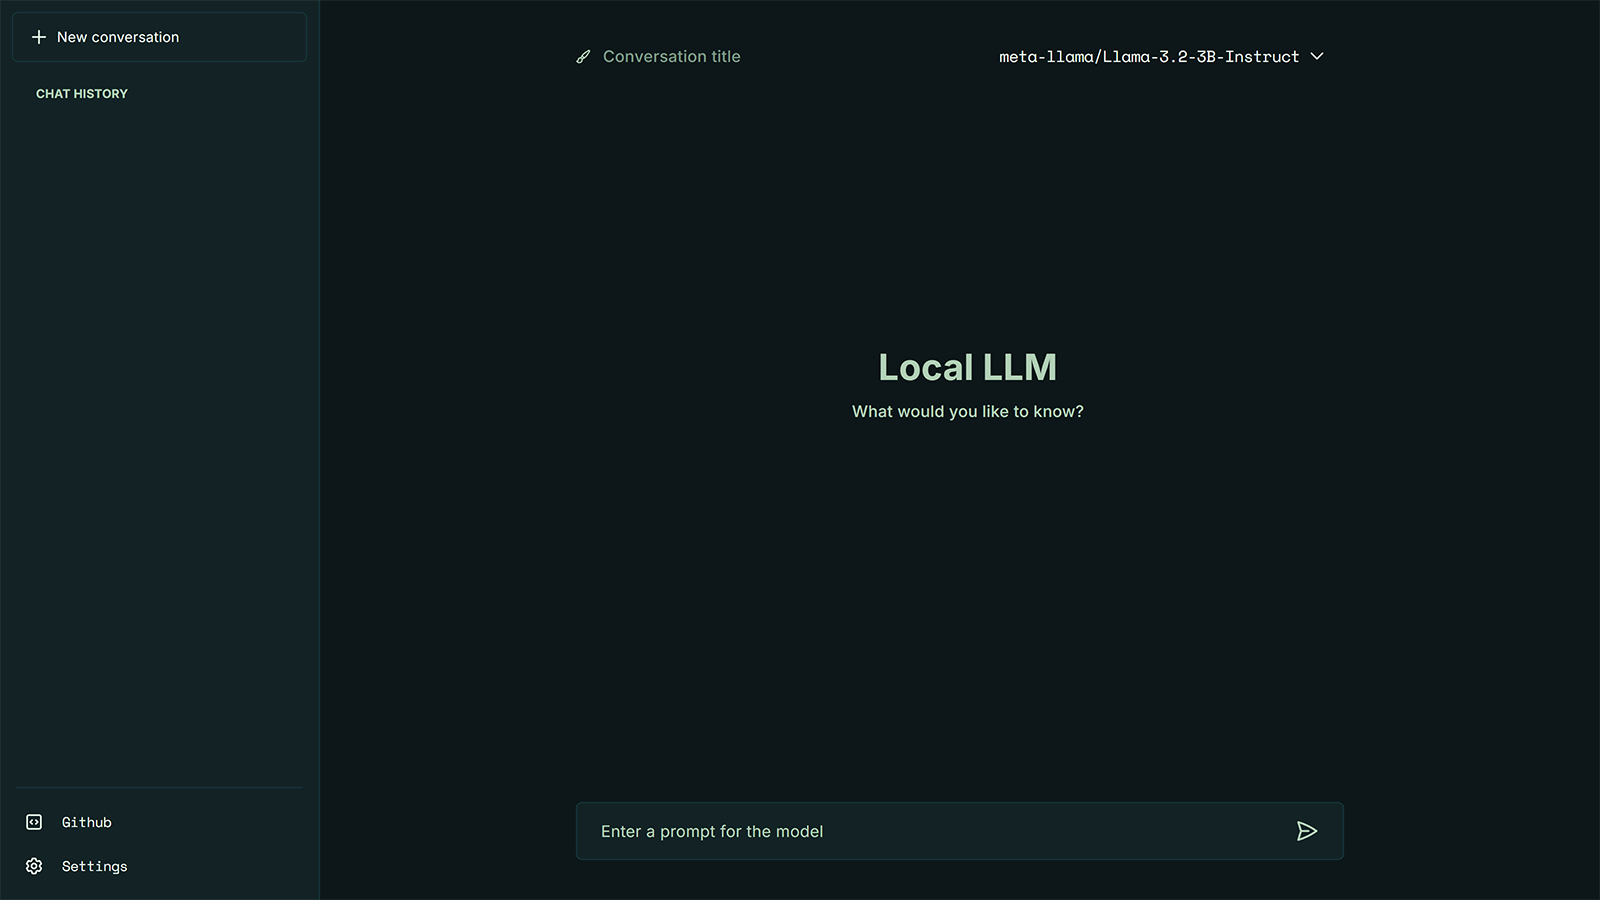 New conversation
CHAT HISTORY
Github
Settings
Conversation title
meta-llama/Llama-3.2-3B-Instruct
Local LLM
What would you like to know?
Enter a prompt for the model